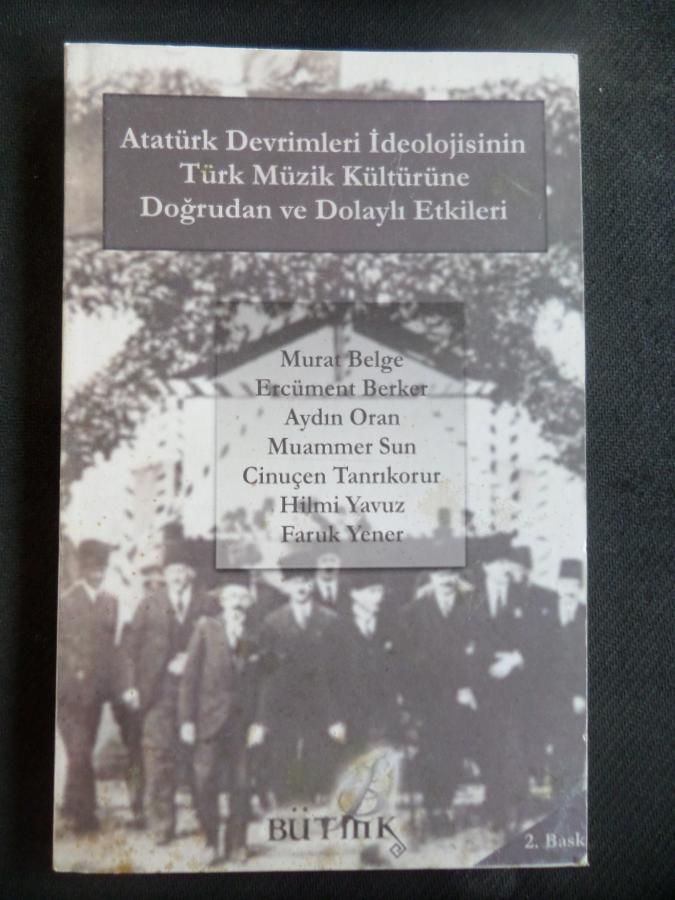 Atatürk Devrimleri İdeolojisinin
Türk Müzik Kültürüne
Doğrudan ve Dolaylı Etkileri
Murat Belge
Ercüment Berker
Aydın Oran
Muammer Sun
Cinuçen Tanrıkorur
Hilmi Yavuz
Faruk Yener
BÜTMK
2. Bask